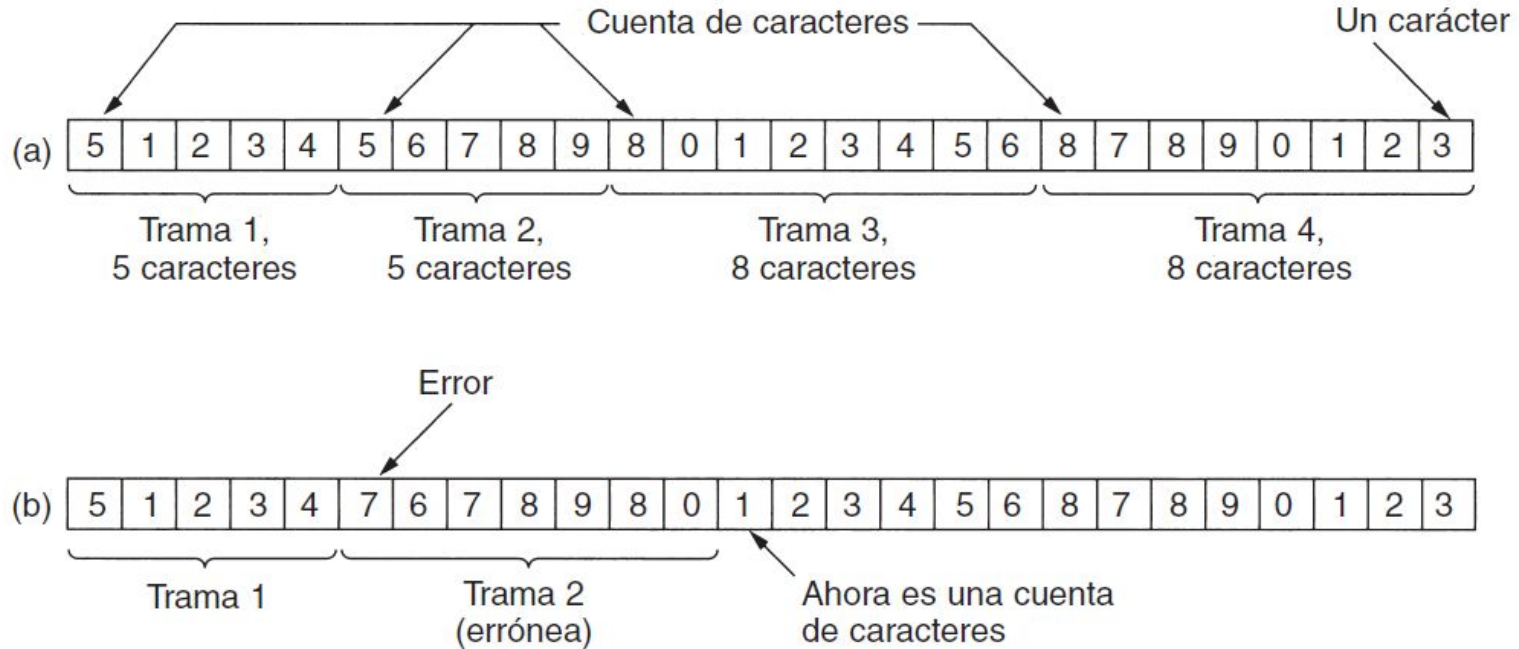 Cuenta de caracteres
Un carácter
(a) 5 1 2 3 4 5 6 7 8 9 8 0 1 2 3 4 5 6 8 7 8 9 0 1 2 3
Trama 1,
5 caracteres
Trama 2,
5 caracteres
Trama 3,
8 caracteres
Trama 4,
8 caracteres
Error
(b) 5 1 2 3 4 7 6 7 8 9 8 0 1 2 3 4 5 6 8 7 8 9 0 1 2 3
Trama 1
Trama 2
(errónea)
Ahora es una cuenta
de caracteres